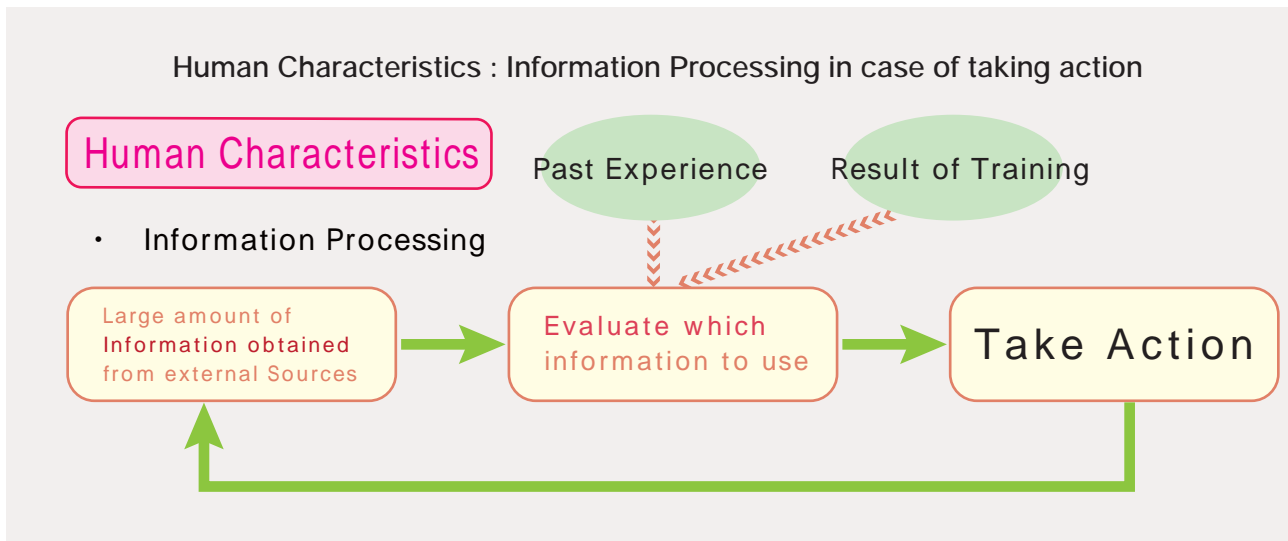 Human Characteristics : Information Processing in case of taking action
Human Characteristics
Past Experience
Result of Training
・ Information Processing
Large amount of
Information obtained
from external Sources
Evaluate which
information to use
Take Action